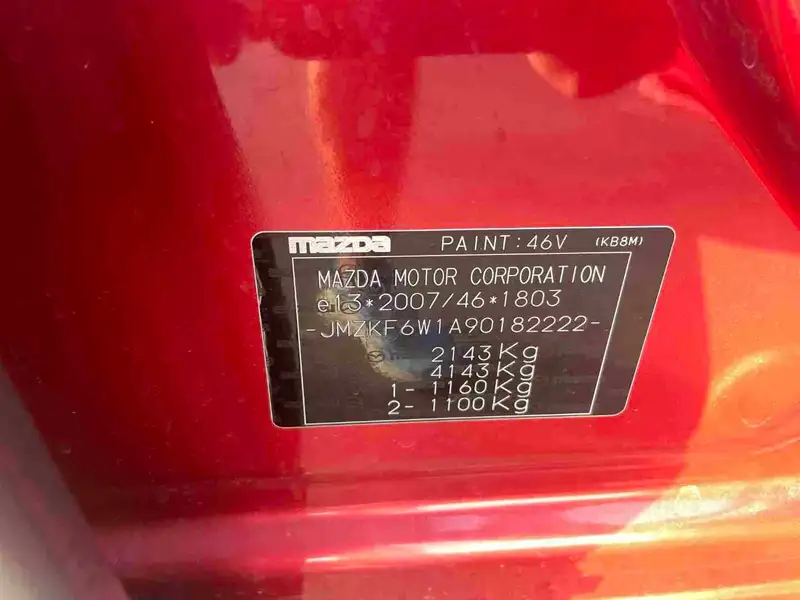 mazda PAINT:46V (KB8M)
MAZDA MOTOR CORPORATION
e13*2007/46*1803
-JMZKF6W1A90182222-
2143Kg
4143Kg
1- 1160Kg
2- 1100Kg